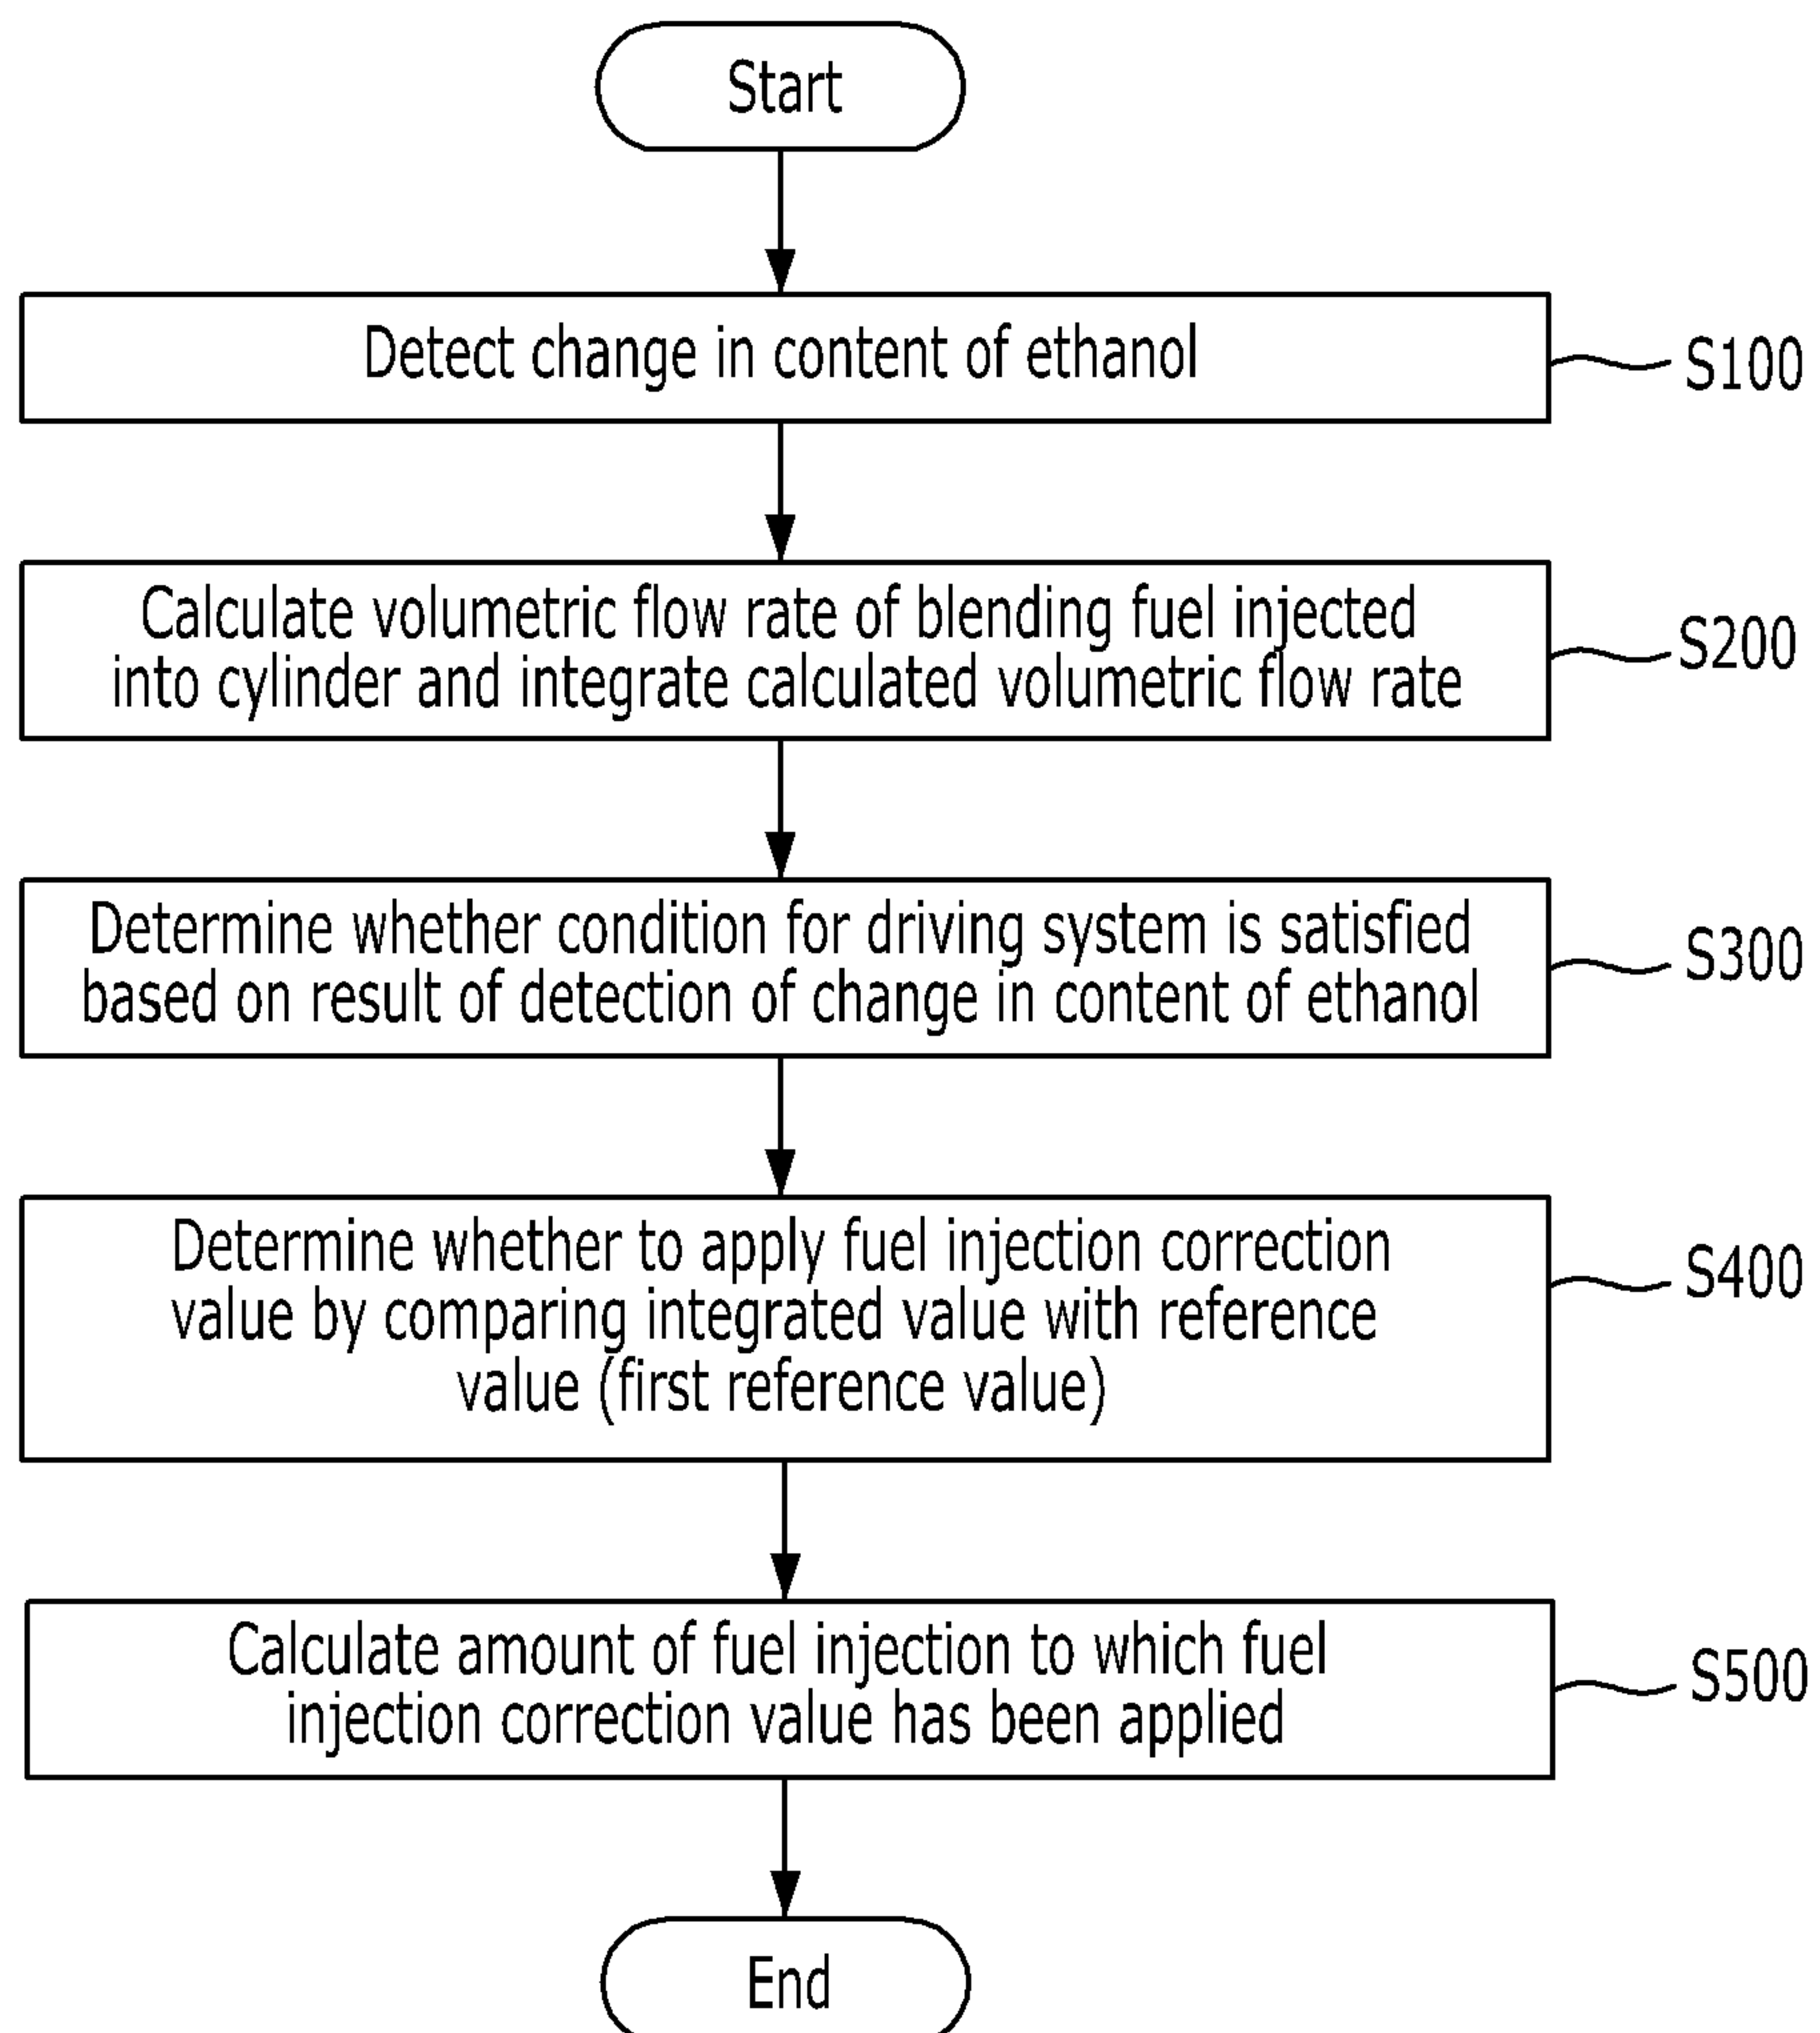 Start
Detect change in content of ethanol
S100
Calculate volumetric flow rate of blending fuel injected
into cylinder and integrate calculated volumetric flow rate
S200
Determine whether condition for driving system is satisfied
based on result of detection of change in content of ethanol
S300
Determine whether to apply fuel injection correction
value by comparing integrated value with reference
value (first reference value)
S400
Calculate amount of fuel injection to which fuel
injection correction value has been applied
S500
End